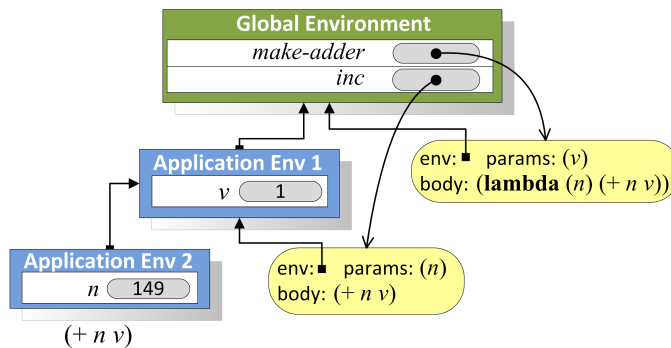 Global Environment
make-adder
inc
Application Env 1
v 1
env: params: (v)
body: (lambda (n) (+ n v))
Application Env 2
n 149
(+ n v)
env: params: (n)
body: (+ n v)